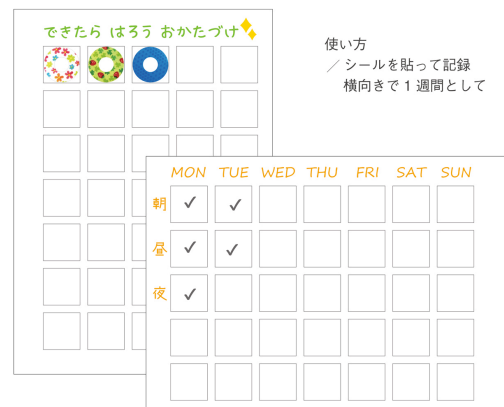 できたら はろう おかたづけ
使い方
／シールを貼って記録
横向きで1週間として
MON TUE WED THU FRI SAT SUN
朝 ✓ ✓
昼 ✓ ✓
夜 ✓